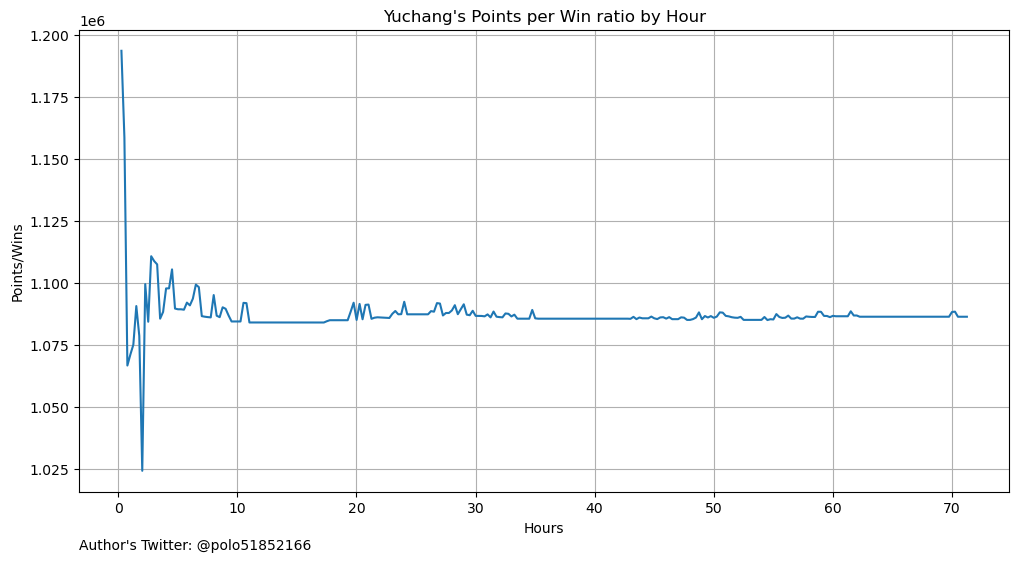 Yuchang's Points per Win ratio by Hour
1e6
1.200
1.175
1.150
1.125
1.100
1.075
1.050
1.025
Points/Wins
0 10 20 30 40 50 60 70
Hours
Author's Twitter: @polo51852166